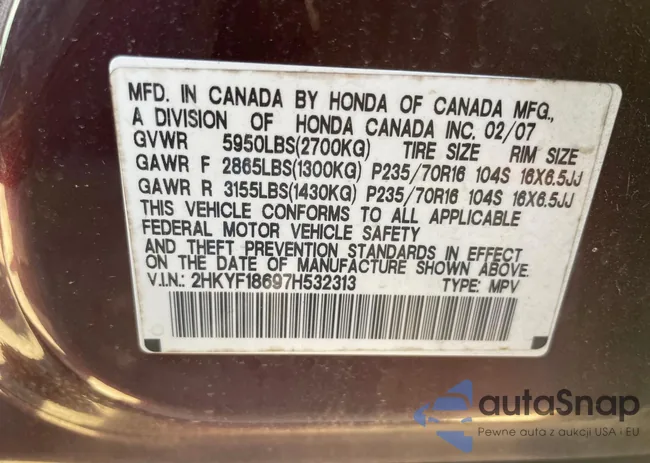 MFD. IN CANADA BY HONDA OF CANADA MFG.,
A DIVISION OF HONDA CANADA INC. 02/07
GVWR 5950LBS(2700KG) TIRE SIZE RIM SIZE
GAWR F 2865LBS(1300KG) P235/70R16 104S 16X6.5JJ
GAWR R 3155LBS(1430KG) P235/70R16 104S 16X6.5JJ
THIS VEHICLE CONFORMS TO ALL APPLICABLE
FEDERAL MOTOR VEHICLE SAFETY
AND THEFT PREVENTION STANDARDS IN EFFECT
ON THE DATE OF MANUFACTURE SHOWN ABOVE.
V.I.N.: 2HKYF18697H532313 TYPE: MPV
autoSnap
Pewne auta z aukcji USA i EU